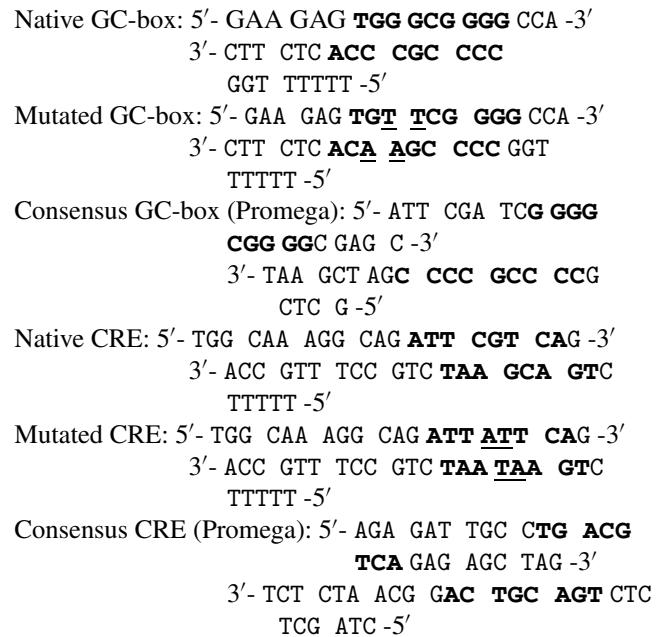 Native GC-box: 5′- GAA GAG TGG GCG GGG CCA -3′
3′- CTT CTC ACC CGC CCC
GGT TTTTT -5′
Mutated GC-box: 5′- GAA GAG TGT TCG GGG CCA -3′
3′- CTT CTC ACA AGC CCC GGT
TTTTT -5′
Consensus GC-box (Promega): 5′- ATT CGA TCG GGG
CGG GGC GAG C -3′
3′- TAA GCT AGC CCC GCC CCG
CTC G -5′
Native CRE: 5′- TGG CAA AGG CAG ATT CGT CAG -3′
3′- ACC GTT TCC GTC TAA GCA GTC
TTTTT -5′
Mutated CRE: 5′- TGG CAA AGG CAG ATT ATT CAG -3′
3′- ACC GTT TCC GTC TAA TAA GTC
TTTTT -5′
Consensus CRE (Promega): 5′- AGA GAT TGC CTG ACG
TCA GAG AGC TAG -3′
3′- TCT CTA ACG GAC TGC AGT CTC
TCG ATC -5′